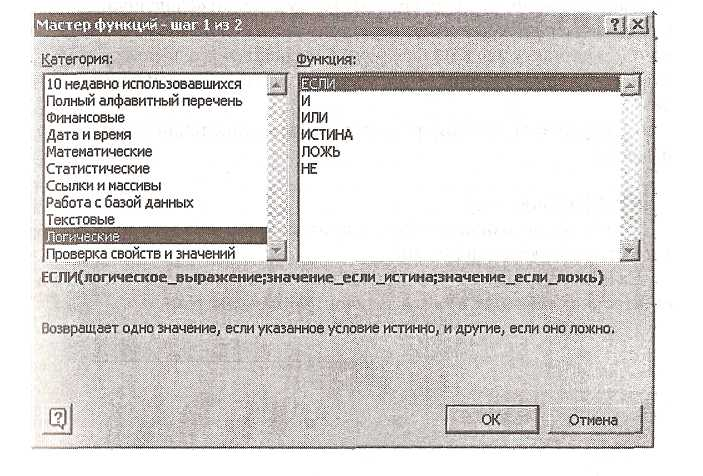 Мастер функций - шаг 1 из 2
Категория:
10 недавно использовавшихся
Полный алфавитный перечень
Финансовые
Дата и время
Математические
Статистические
Ссылки и массивы
Работа с базой данных
Текстовые
Логические
Проверка свойств и значений
Функция:
ЕСЛИ
И
ИЛИ
ИСТИНА
ЛОЖЬ
НЕ
ЕСЛИ(логическое_выражение;значение_если_истина;значение_если_ложь)
Возвращает одно значение, если указанное условие истинно, и другие, если оно ложно.
ОК
Отмена